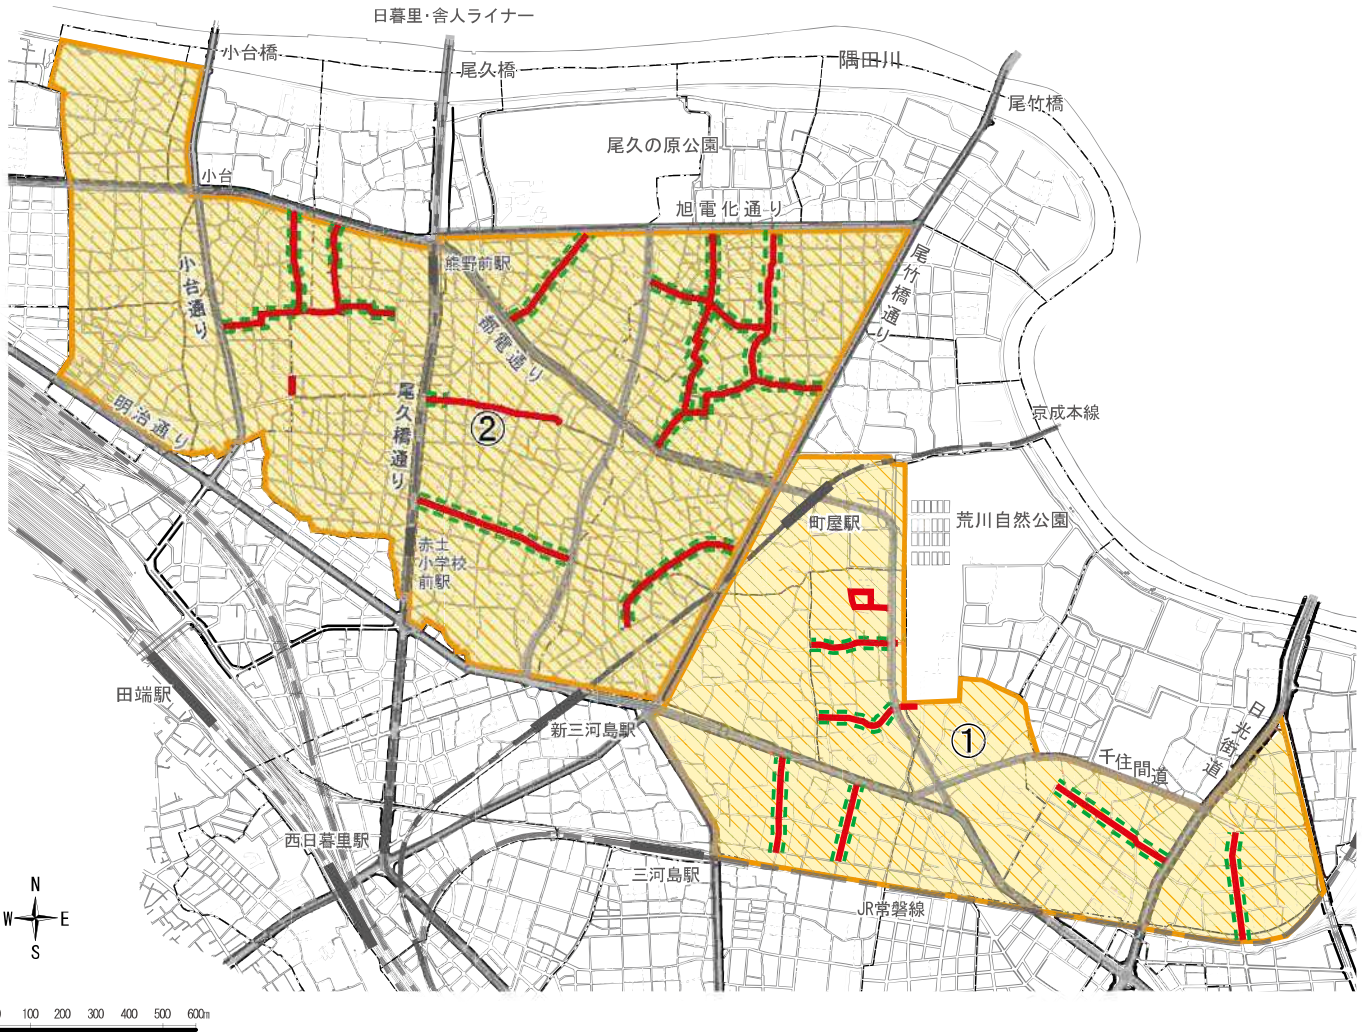 日暮里・舎人ライナー
小台橋
尾久橋
隅田川
尾竹橋
尾久の原公園
小台
旭電化通り
熊野前駅
尾竹橋通り
小台通り
都電通り
尾久橋通り
明治通り
②
京成本線
町屋駅
荒川自然公園
赤土
小学校
前駅
田端駅
新三河島駅
①
日光街道
千住間道
西日暮里駅
三河島駅
JR常磐線
N
W
E
S
0 100 200 300 400 500 600m